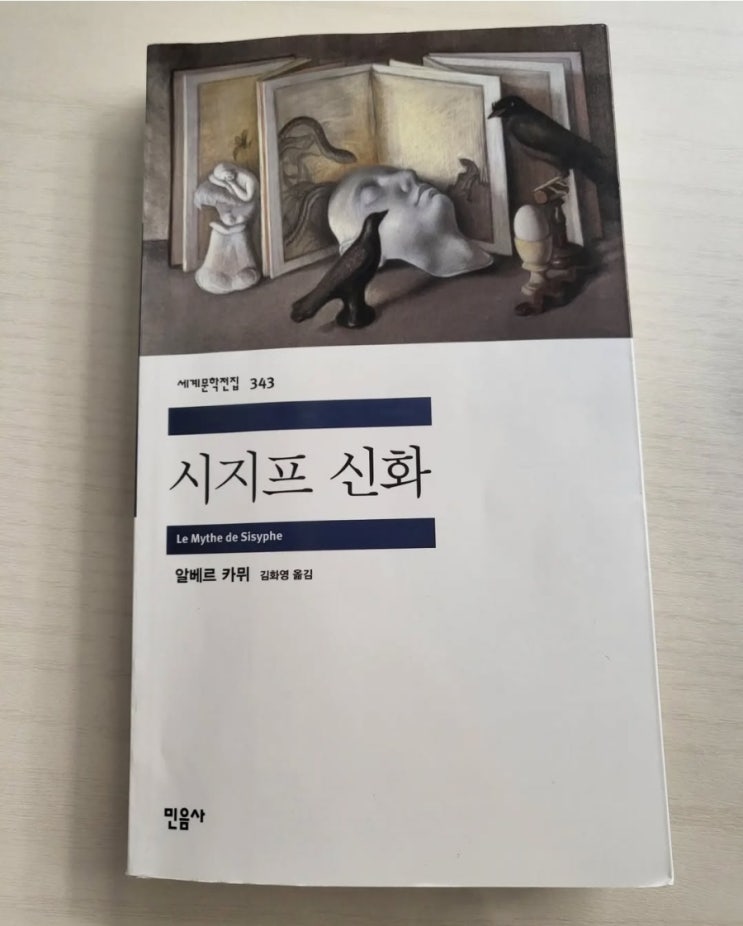 세계문학전집 343
시지프 신화
Le Mythe de Sisyphe
알베르 카뮈 김화영 옮김
민음사